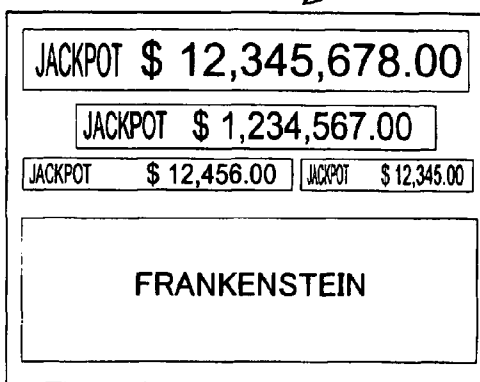 JACKPOT $ 12,345,678.00
JACKPOT $ 1,234,567.00
JACKPOT $ 12,456.00 JACKPOT $ 12,345.00
FRANKENSTEIN